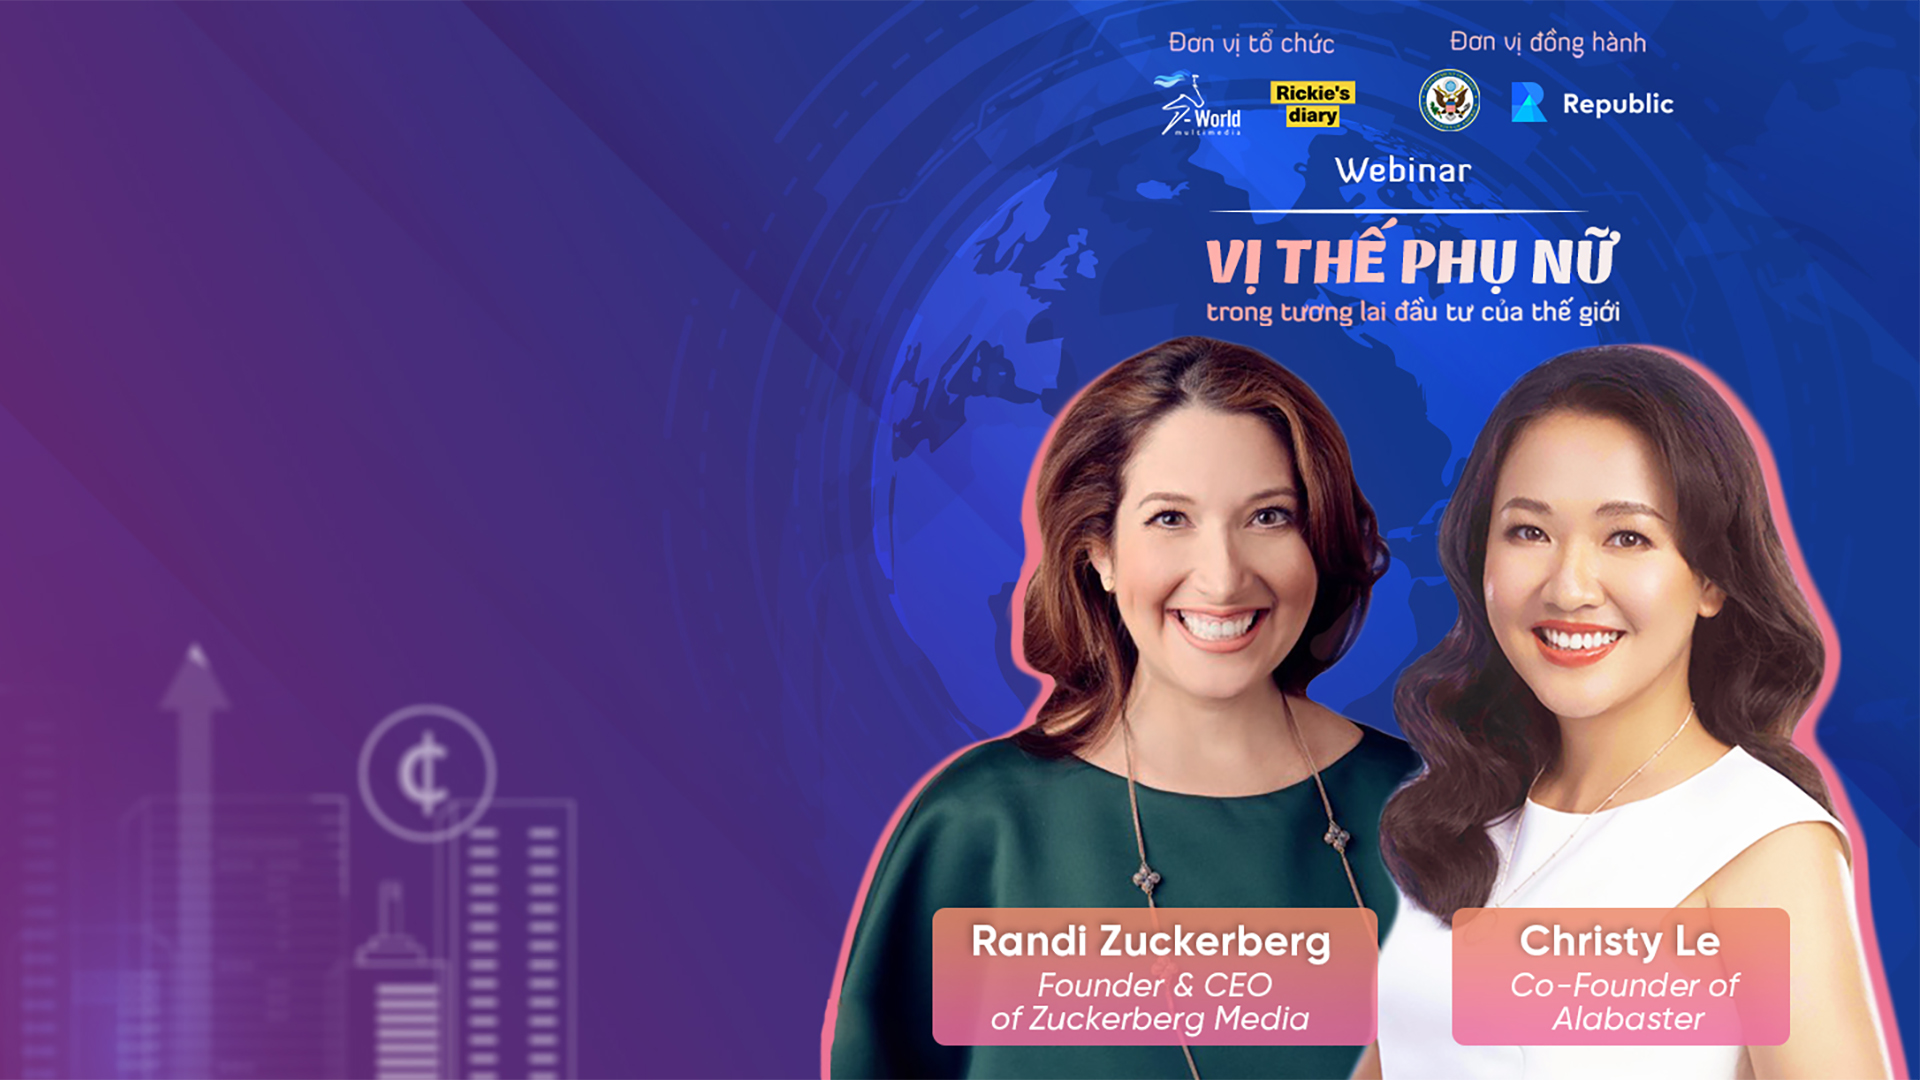 Đơn vị tổ chức
Đơn vị đồng hành
-World
multimedia
Rickie's
diary
Republic
Webinar
VỊ THẾ PHỤ NỮ
trong tương lai đầu tư của thế giới
Randi Zuckerberg
Founder & CEO
of Zuckerberg Media
Christy Le
Co-Founder of
Alabaster